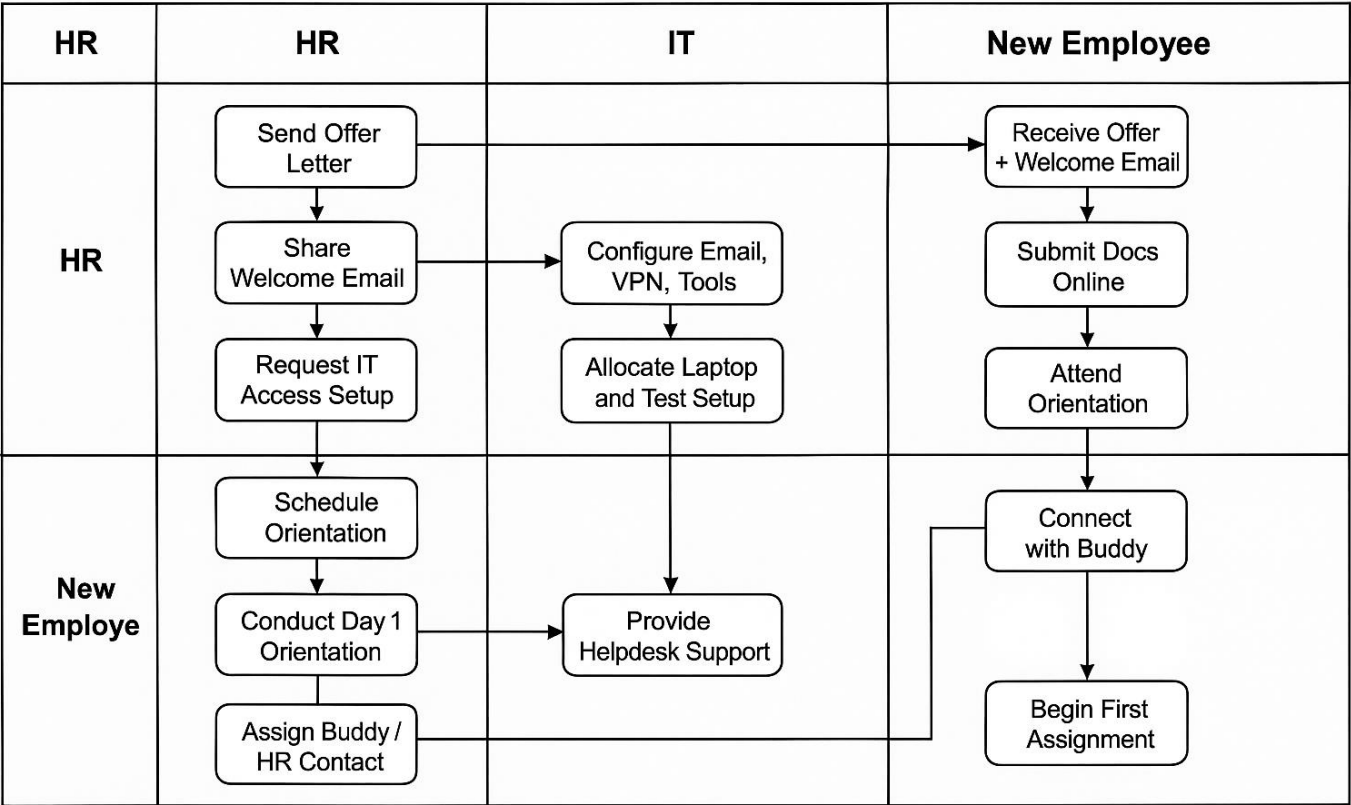 HR
HR
IT
New Employee
HR
Send Offer
Letter
Receive Offer
+ Welcome Email
Share
Welcome Email
Configure Email,
VPN, Tools
Submit Docs
Online
Request IT
Access Setup
Allocate Laptop
and Test Setup
Attend
Orientation
New
Employe
Schedule
Orientation
Connect
with Buddy
Conduct Day 1
Orientation
Provide
Helpdesk Support
Assign Buddy /
HR Contact
Begin First
Assignment